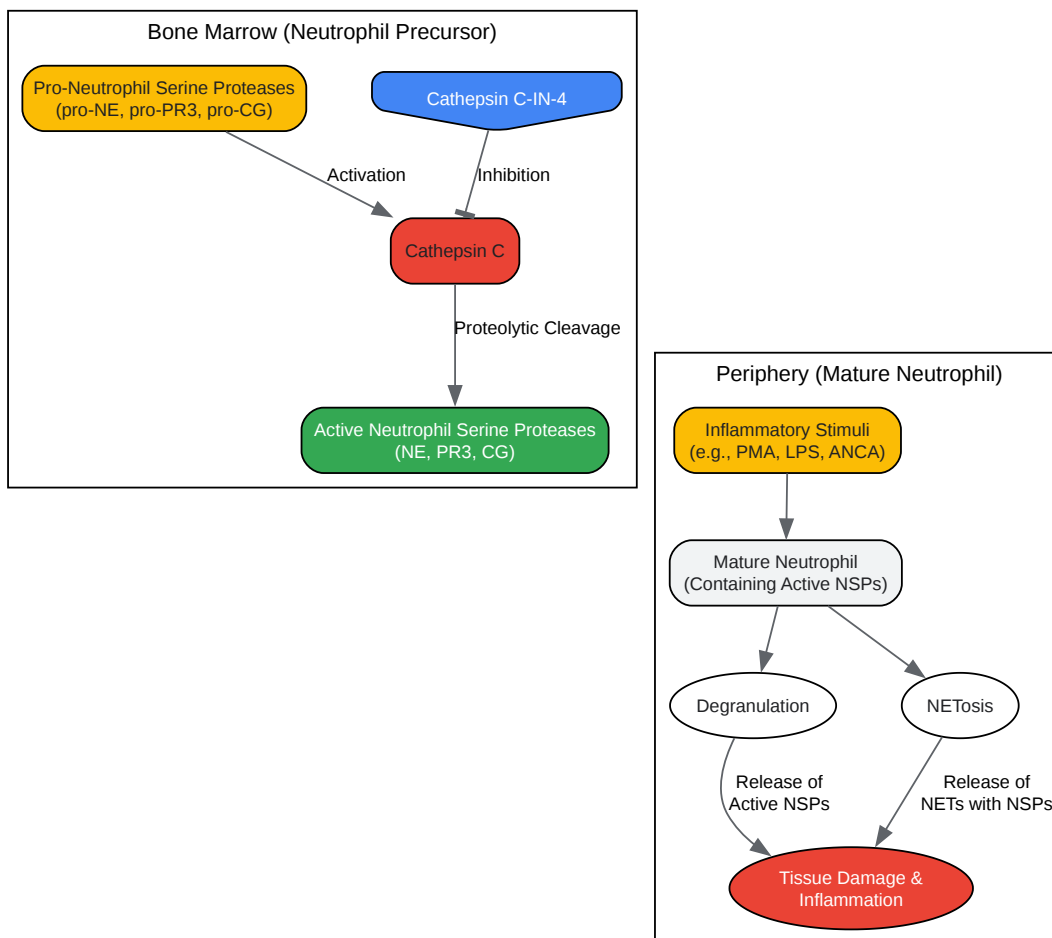 Bone Marrow (Neutrophil Precursor)
Pro-Neutrophil Serine Proteases
(pro-NE, pro-PR3, pro-CG)
Cathepsin C-IN-4
Activation
Inhibition
Cathepsin C
Proteolytic Cleavage
Active Neutrophil Serine Proteases
(NE, PR3, CG)
Periphery (Mature Neutrophil)
Inflammatory Stimuli
(e.g., PMA, LPS, ANCA)
Mature Neutrophil
(Containing Active NSPs)
Degranulation
NETosis
Release of
Active NSPs
Release of
NETs with NSPs
Tissue Damage &
Inflammation